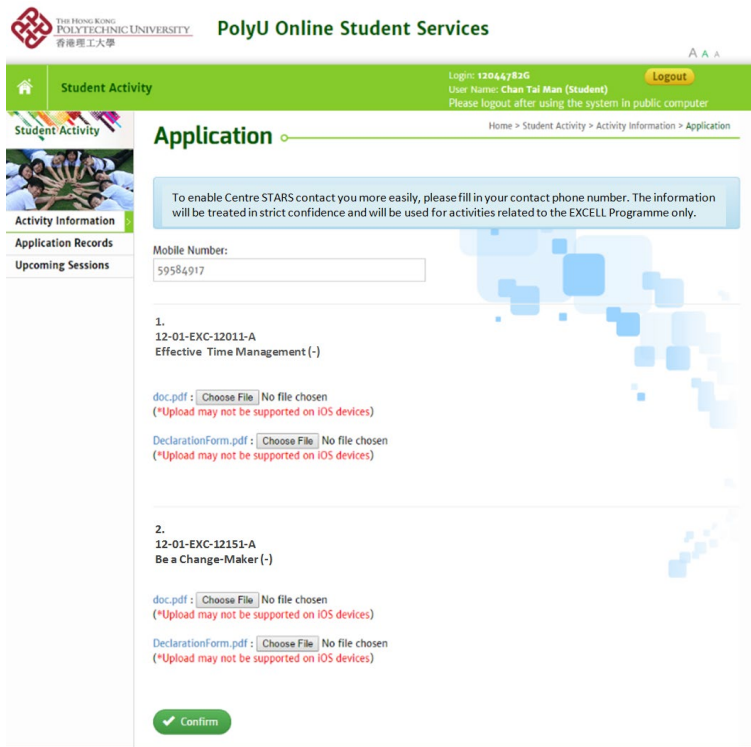 THE HONG KONG
POLYTECHNIC UNIVERSITY
香港理工大學
PolyU Online Student Services
A A A
Student Activity
Login: 12044782G
Logout
User Name: Chan Tai Man (Student)
Please logout after using the system in public computer
Student Activity
Application
Home > Student Activity > Activity Information > Application
To enable Centre STARS contact you more easily, please fill in your contact phone number. The information
will be treated in strict confidence and will be used for activities related to the EXCELL Programme only.
Activity Information >
Application Records
Upcoming Sessions
Mobile Number:
59584917
1.
12-01-EXC-12011-A
Effective Time Management (-)
doc.pdf : Choose File No file chosen
(*Upload may not be supported on iOS devices)
DeclarationForm.pdf : Choose File No file chosen
(*Upload may not be supported on iOS devices)
2.
12-01-EXC-12151-A
Be a Change-Maker (-)
doc.pdf : Choose File No file chosen
(*Upload may not be supported on iOS devices)
DeclarationForm.pdf : Choose File No file chosen
(*Upload may not be supported on iOS devices)
Confirm